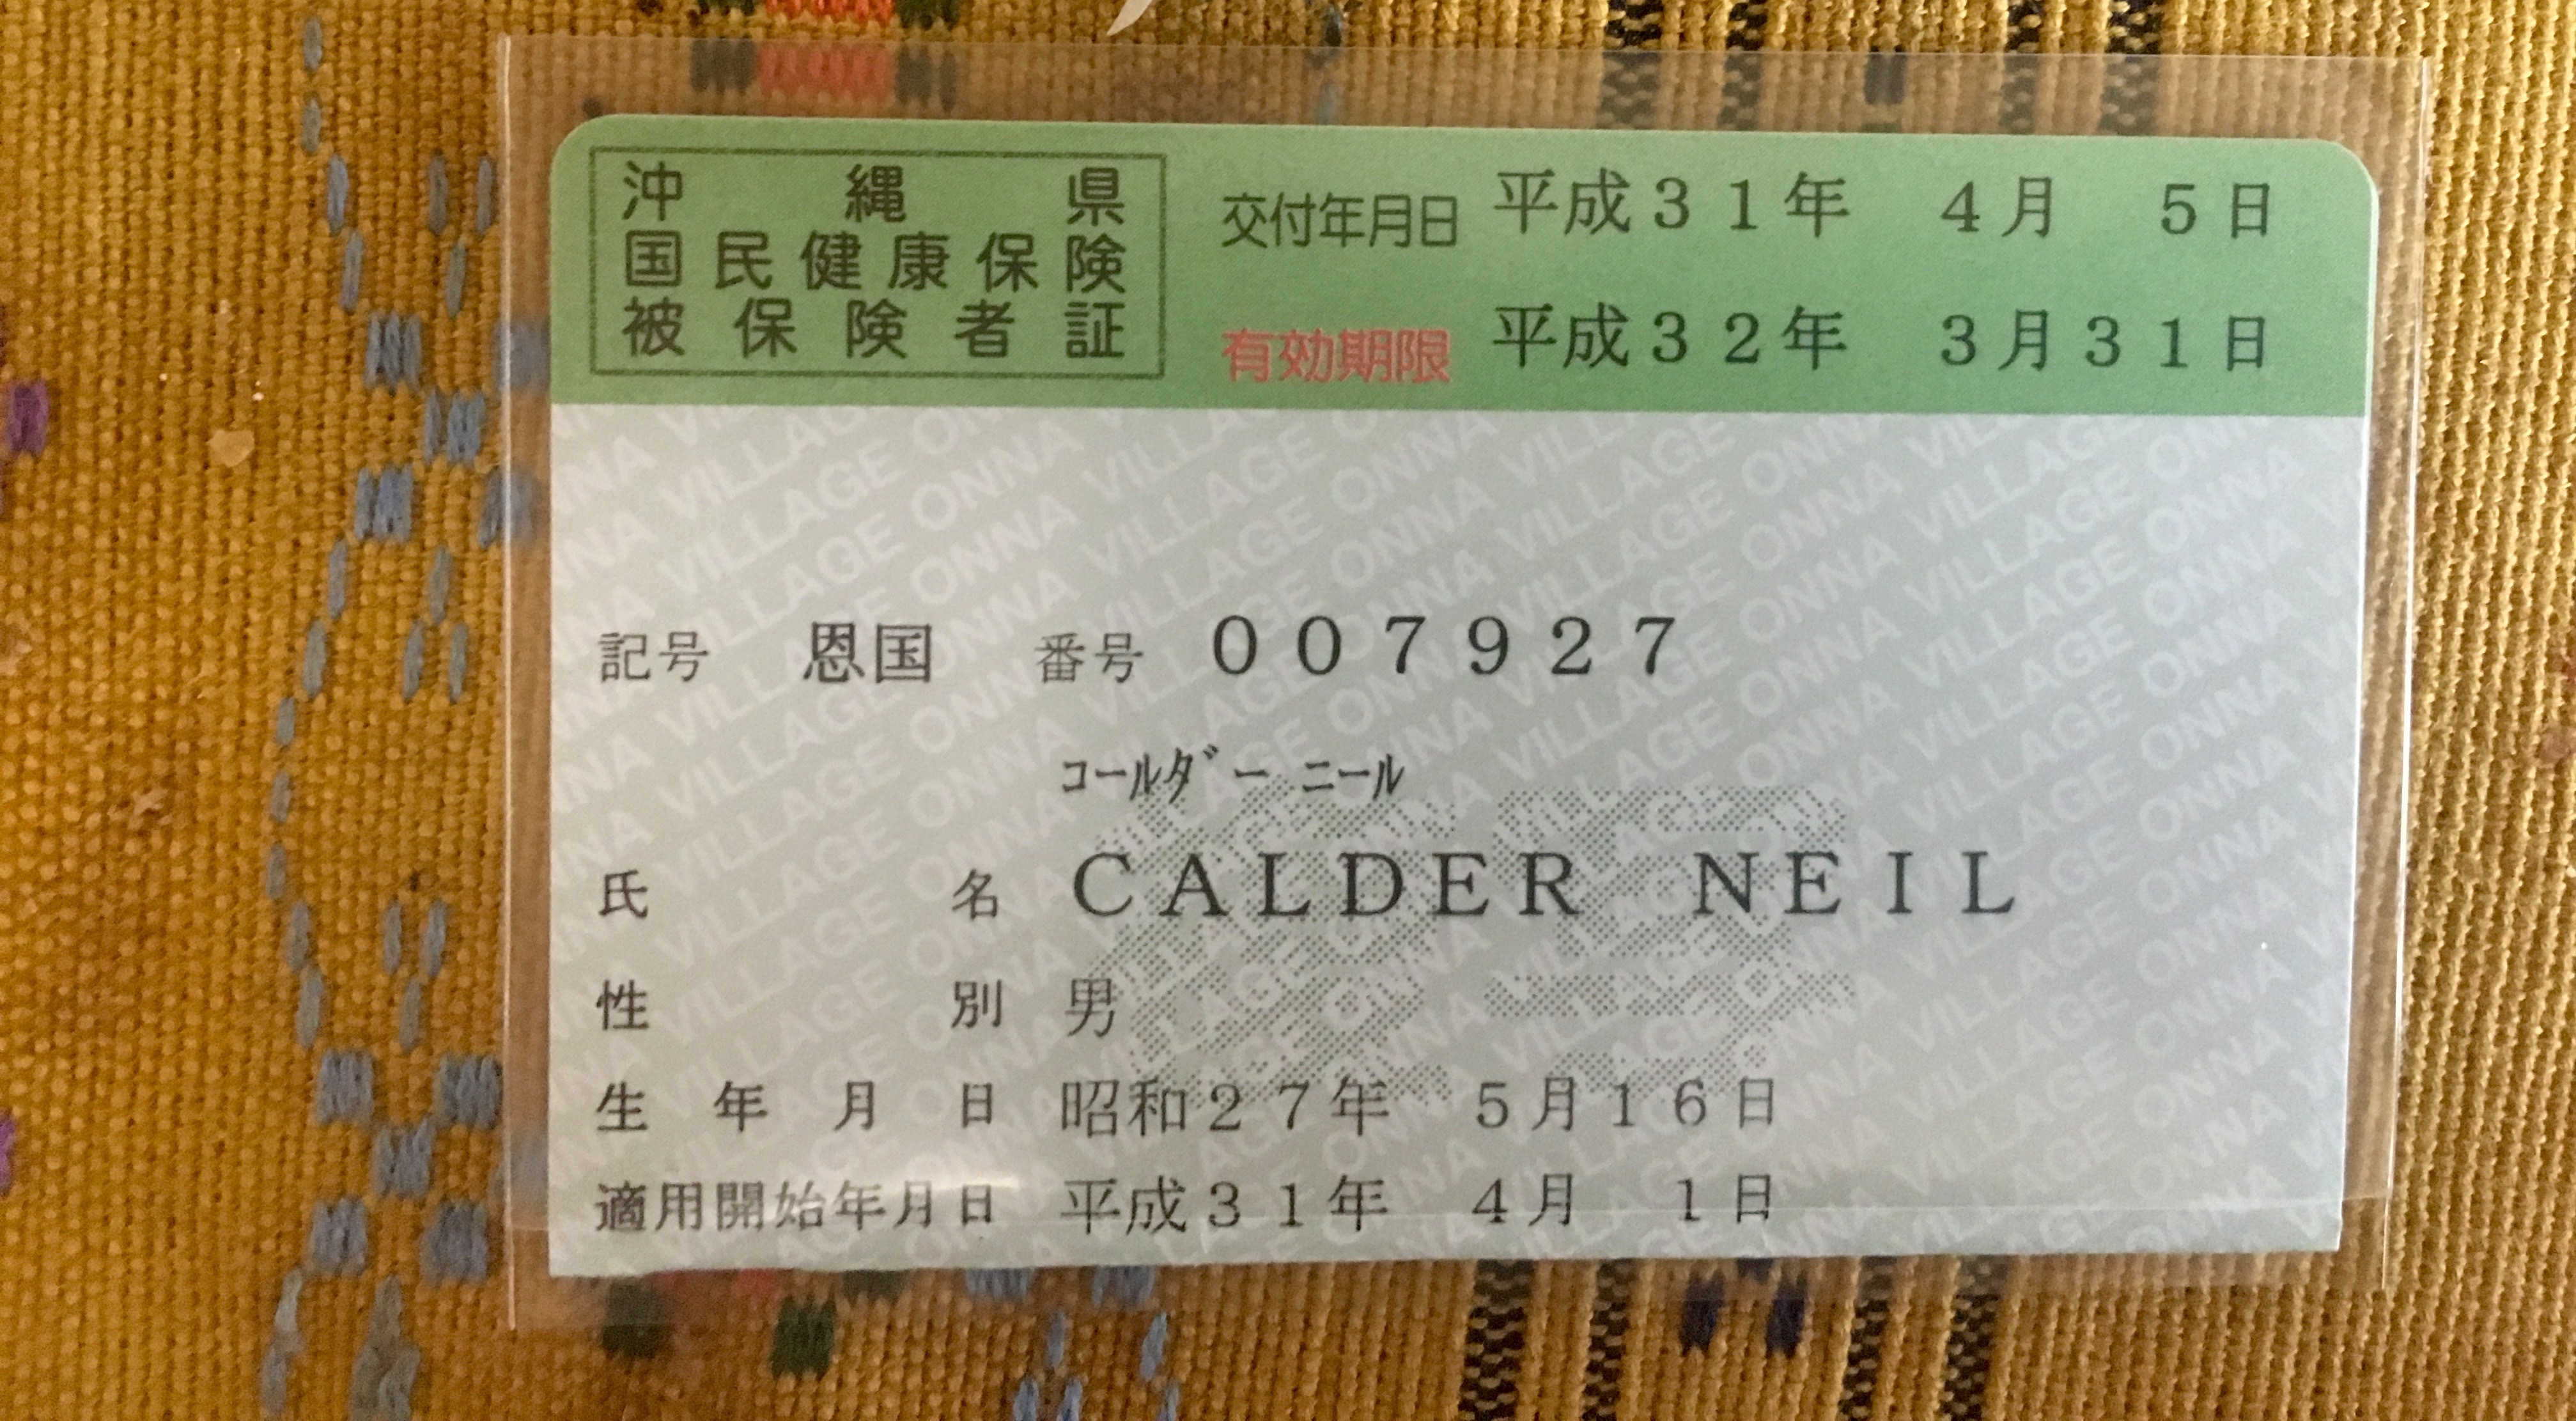 沖縄県
国民健康保険
被保険者証
交付年月日 平成31年 4月 5日
有効期限 平成32年 3月31日
記号 恩国 番号 007927
コールダー ニール
氏名 CALDER NEIL
性別 男
生年月日 昭和27年 5月16日
適用開始年月日 平成31年 4月 1日
ONNA VILLAGE